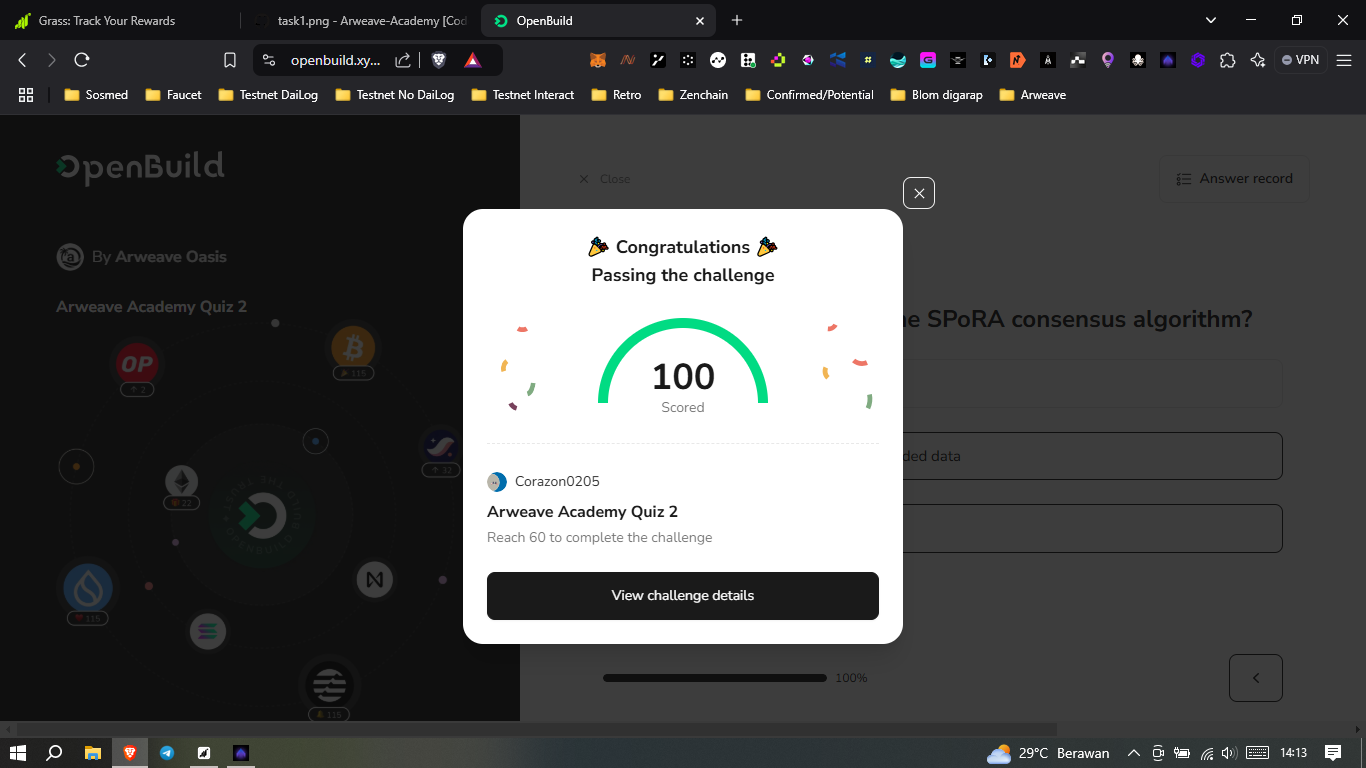 Grass: Track Your Rewards
task1.png - Arweave-Academy [Cod
OpenBuild
openbuild.xy...
VPN
Sosmed
Faucet
Testnet DaiLog
Testnet No DaiLog
Testnet Interact
Retro
Zenchain
Confirmed/Potential
Blom digarap
Arweave
OpenBuild
Close
Answer record
By Arweave Oasis
Arweave Academy Quiz 2
OP
2
115
32
22
115
115
🎉 Congratulations 🎉
Passing the challenge
100
Scored
Corazon0205
Arweave Academy Quiz 2
Reach 60 to complete the challenge
View challenge details
he SPoRA consensus algorithm?
ded data
100%
29°C Berawan
14:13